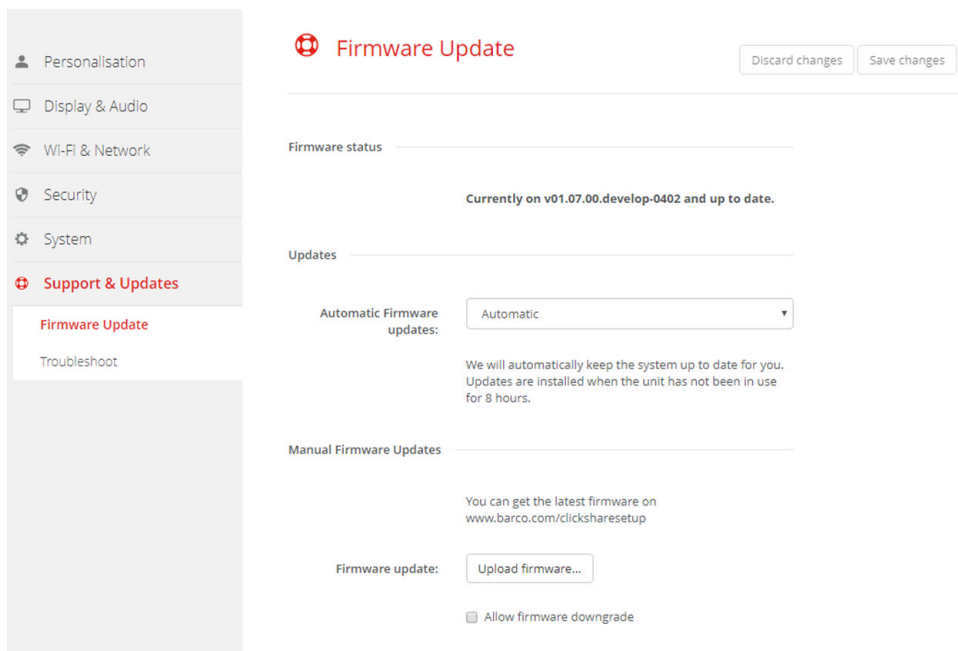 Personalisation
Display & Audio
Wi-Fi & Network
Security
System
Support & Updates
Firmware Update
Troubleshoot
Firmware Update
Discard changes
Save changes
Firmware status
Currently on v01.07.00.develop-0402 and up to date.
Updates
Automatic Firmware
updates:
Automatic
We will automatically keep the system up to date for you.
Updates are installed when the unit has not been in use
for 8 hours.
Manual Firmware Updates
You can get the latest firmware on
www.barco.com/clicksharesetup
Firmware update:
Upload firmware...
Allow firmware downgrade